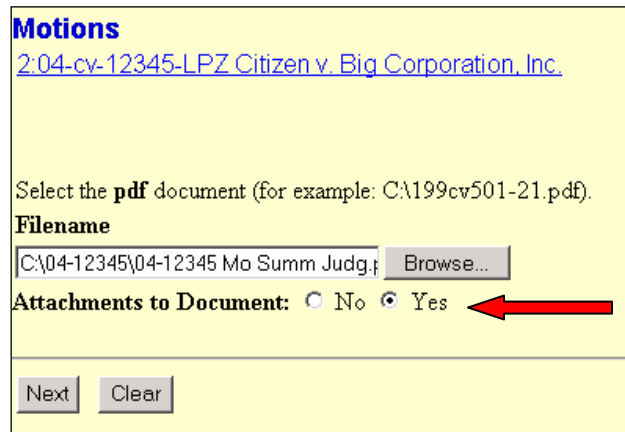 Motions
2:04-cv-12345-LPZ Citizen v. Big Corporation, Inc.
Select the pdf document (for example: C:\199cv501-21.pdf).
Filename
C:\04-12345\04-12345 Mo Summ Judg.p Browse...
Attachments to Document: No Yes
Next Clear